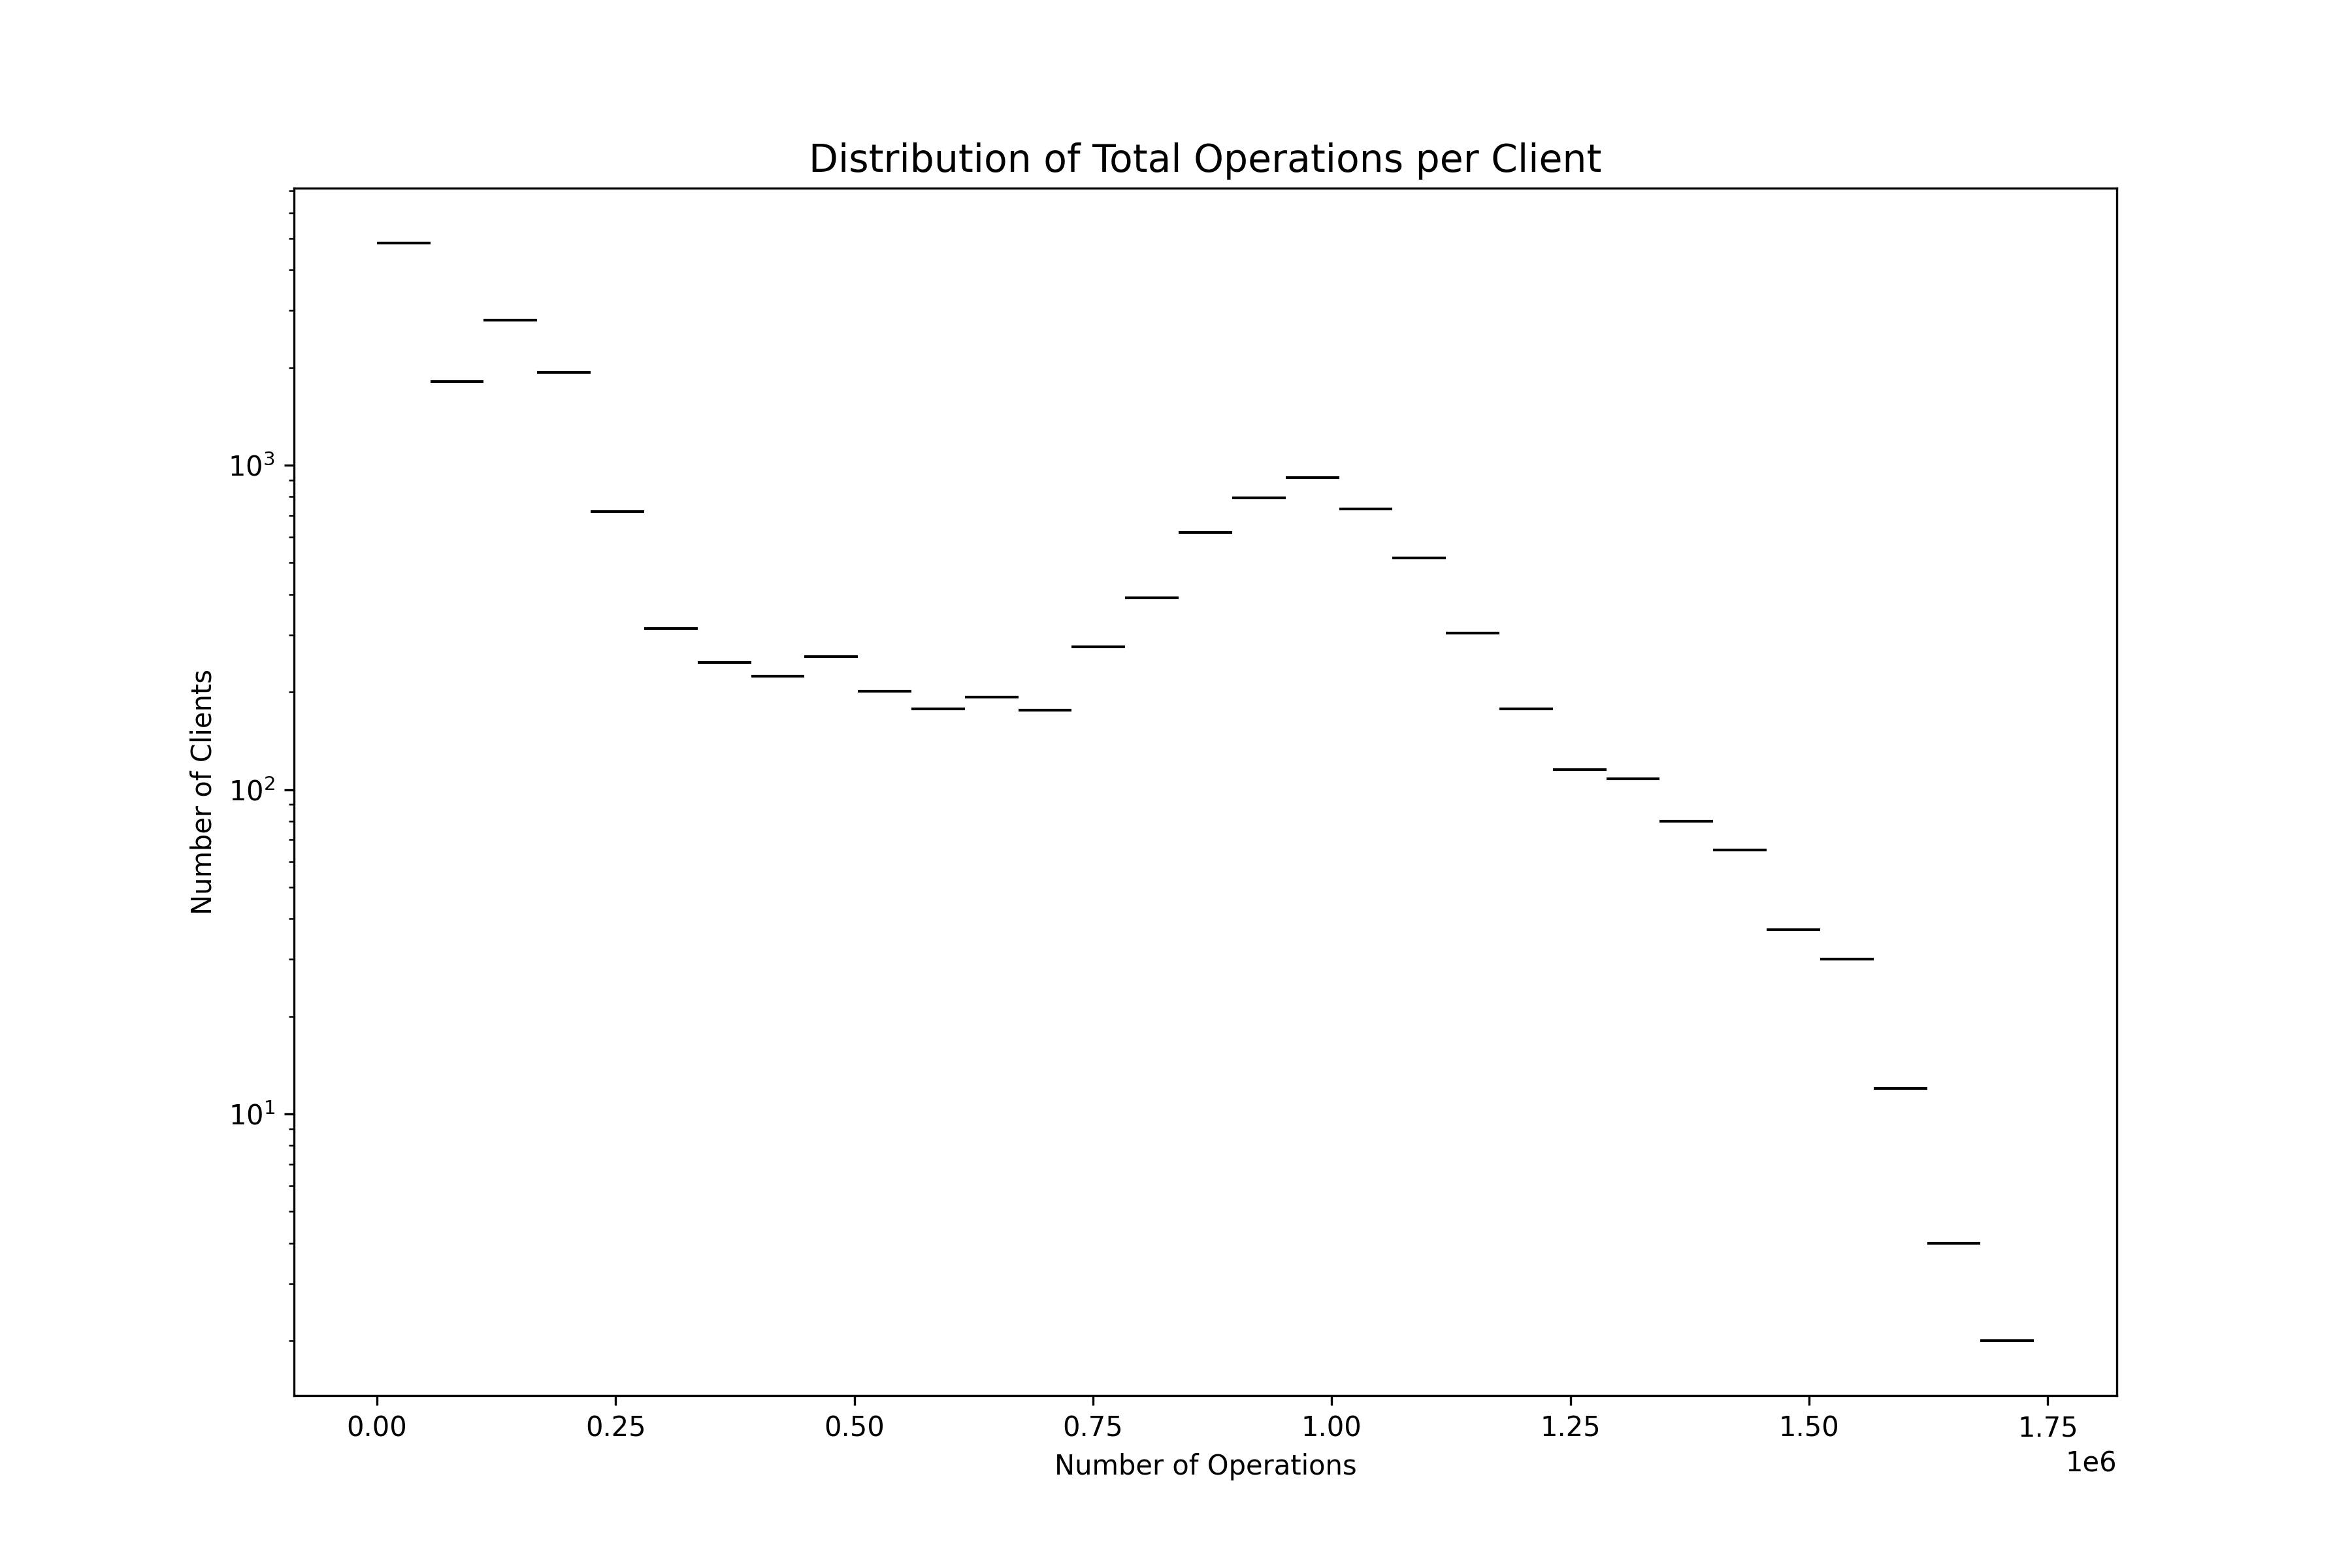 Distribution of Total Operations per Client
Number of Clients
10³
10²
10¹
0.00 0.25 0.50 0.75 1.00 1.25 1.50 1.75
1e6
Number of Operations